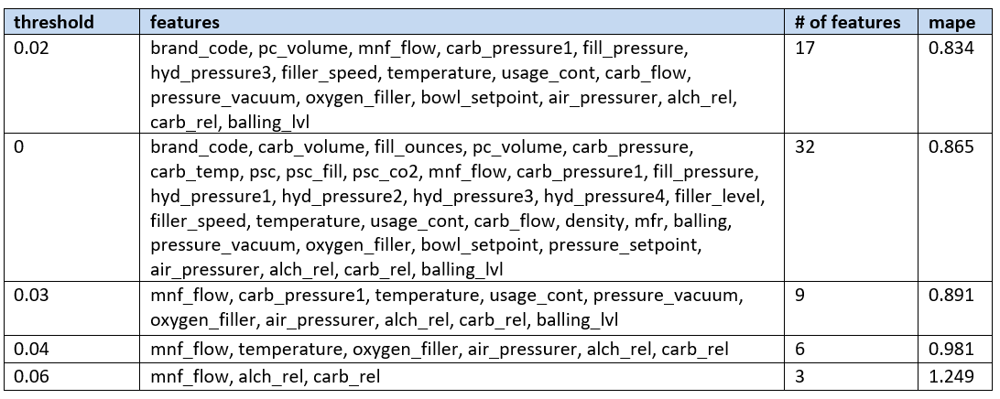 threshold features # of features mape
0.02 brand_code, pc_volume, mnf_flow, carb_pressure1, fill_pressure, 17 0.834
hyd_pressure3, filler_speed, temperature, usage_cont, carb_flow,
pressure_vacuum, oxygen_filler, bowl_setpoint, air_pressurer, alch_rel,
carb_rel, balling_lvl
0 brand_code, carb_volume, fill_ounces, pc_volume, carb_pressure, 32 0.865
carb_temp, psc, psc_fill, psc_co2, mnf_flow, carb_pressure1, fill_pressure,
hyd_pressure1, hyd_pressure2, hyd_pressure3, hyd_pressure4, filler_level,
filler_speed, temperature, usage_cont, carb_flow, density, mfr, balling,
pressure_vacuum, oxygen_filler, bowl_setpoint, pressure_setpoint,
air_pressurer, alch_rel, carb_rel, balling_lvl
0.03 mnf_flow, carb_pressure1, temperature, usage_cont, pressure_vacuum, 9 0.891
oxygen_filler, air_pressurer, alch_rel, carb_rel, balling_lvl
0.04 mnf_flow, temperature, oxygen_filler, air_pressurer, alch_rel, carb_rel 6 0.981
0.06 mnf_flow, alch_rel, carb_rel 3 1.249